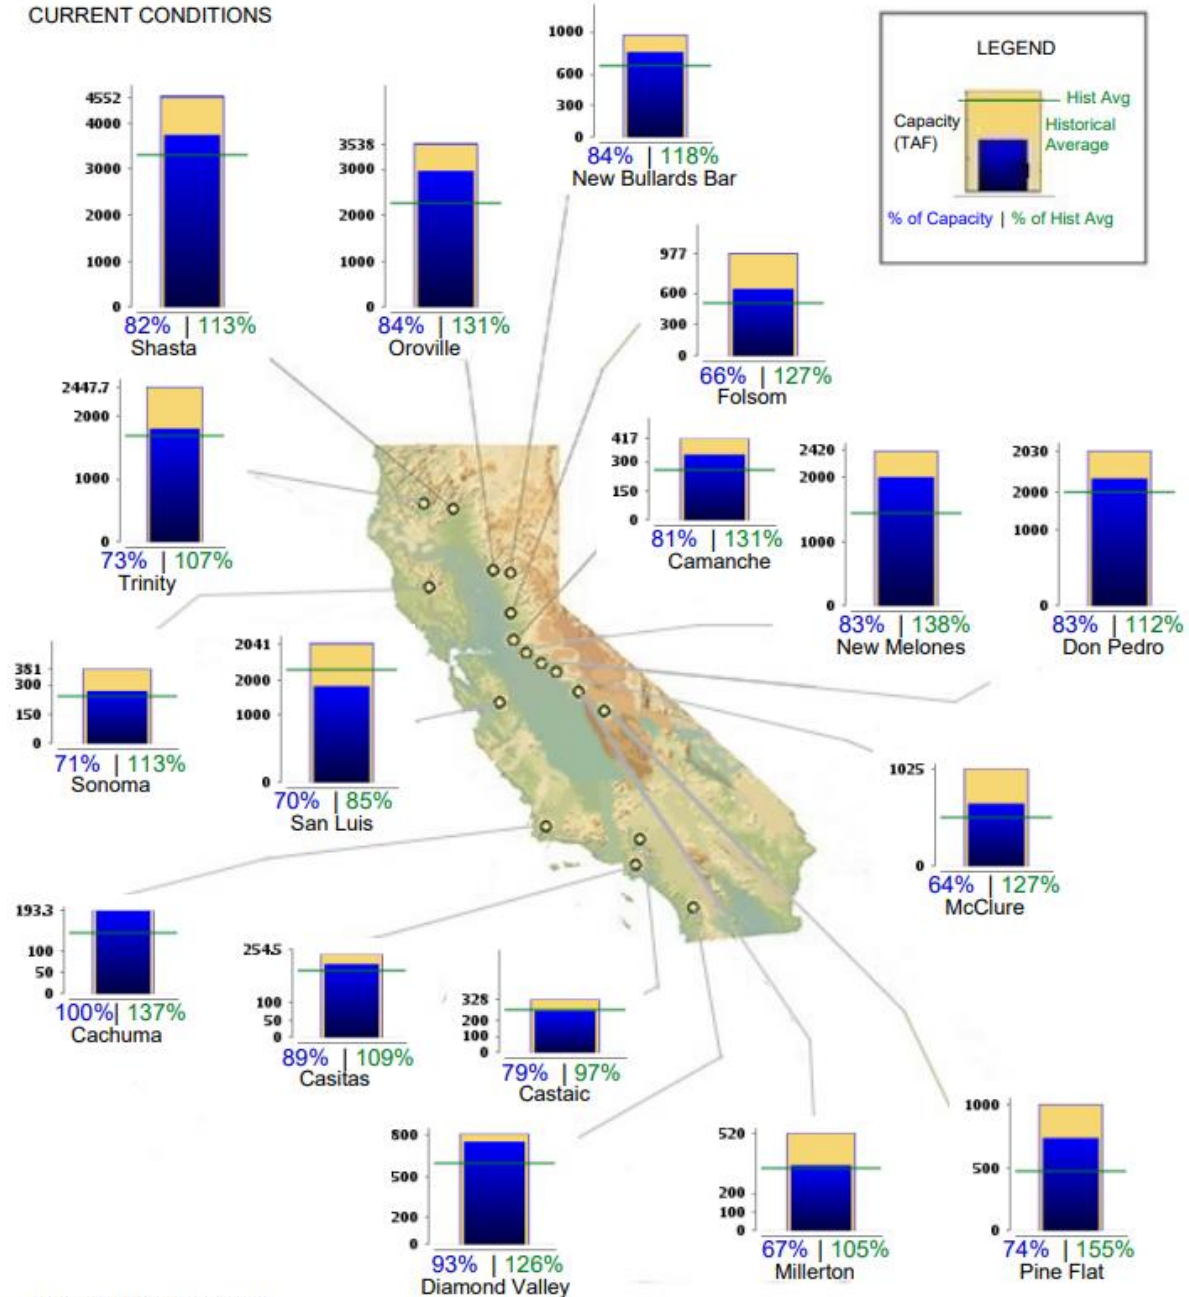 CURRENT CONDITIONS
LEGEND
Hist Avg
Capacity
(TAF)
Historical
Average
% of Capacity | % of Hist Avg
1000
600
300
0
84% | 118%
New Bullards Bar
4552
4000
3000
2000
1000
0
82% | 113%
Shasta
3538
3000
2000
1000
0
84% | 131%
Oroville
977
600
300
0
66% | 127%
Folsom
2447.7
2000
1000
0
73% | 107%
Trinity
417
300
150
0
81% | 131%
Camanche
2420
2000
1000
0
83% | 138%
New Melones
2030
2000
1000
0
83% | 112%
Don Pedro
381
300
150
0
71% | 113%
Sonoma
2041
2000
1000
0
70% | 85%
San Luis
1025
0
64% | 127%
McClure
193.3
100
50
0
100% | 137%
Cachuma
254.5
100
50
0
89% | 109%
Casitas
328
200
100
0
79% | 97%
Castaic
800
500
200
0
93% | 126%
Diamond Valley
520
200
100
0
67% | 105%
Millerton
1000
500
0
74% | 155%
Pine Flat